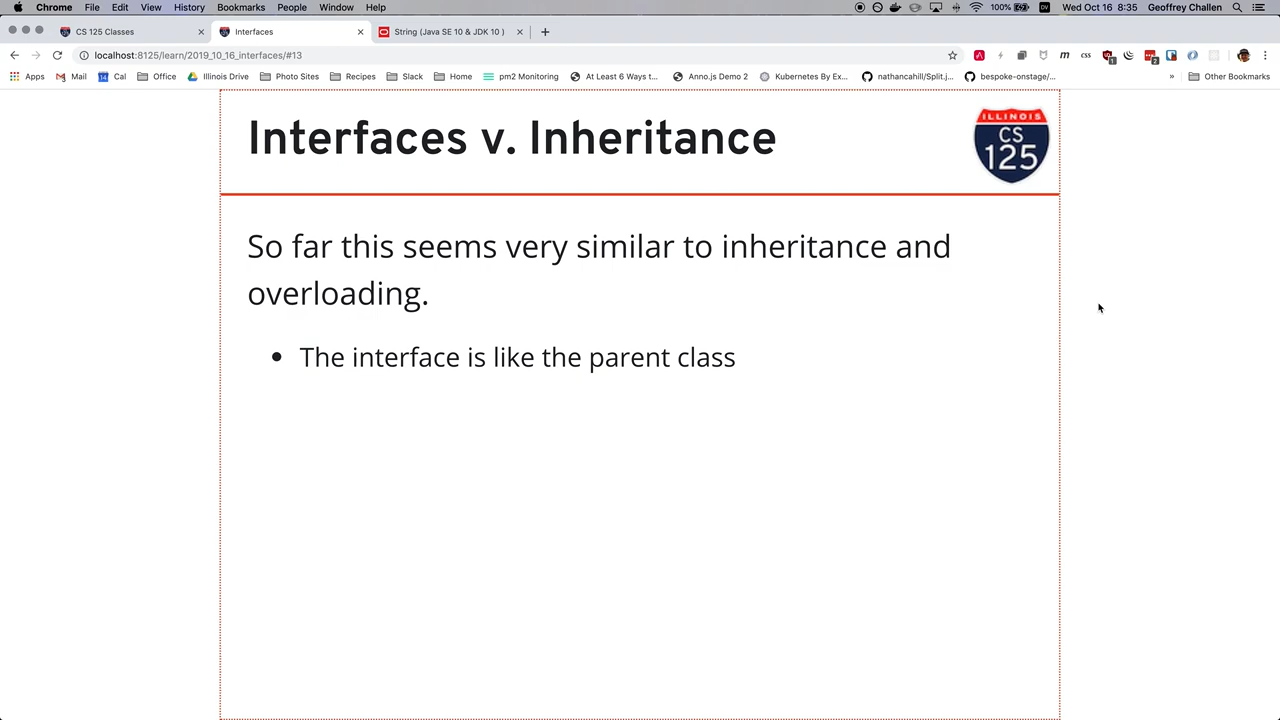 Chrome File Edit View History Bookmarks People Window Help 100% DV Wed Oct 16 8:35 Geoffrey Challen
CS 125 Classes Interfaces String (Java SE 10 & JDK 10 )
localhost:8125/learn/2019_10_16_interfaces/#13 m css 1 2
Apps Mail Cal Office Illinois Drive Photo Sites Recipes Slack Home pm2 Monitoring At Least 6 Ways t... Anno.js Demo 2 Kubernetes By Ex... nathancahill/Split.j... bespoke-onstage/... » Other Bookmarks
Interfaces v. Inheritance
ILLINOIS
CS
125
So far this seems very similar to inheritance and
overloading.
• The interface is like the parent class